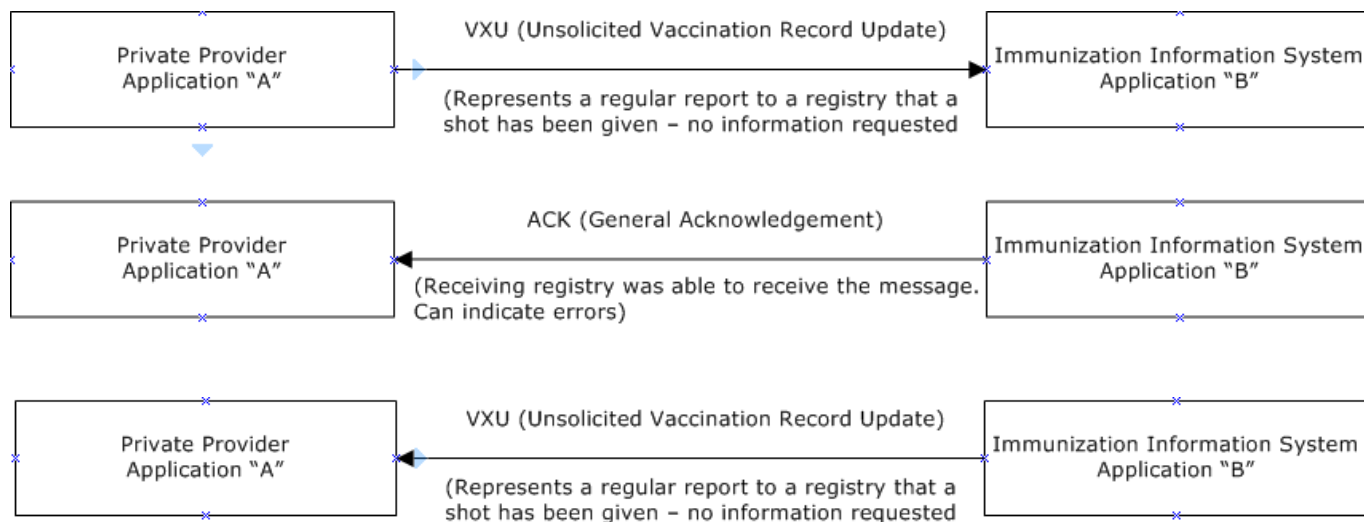 VXU (Unsolicited Vaccination Record Update)
Private Provider
Application “A”
Immunization Information System
Application “B”
(Represents a regular report to a registry that a
shot has been given – no information requested
ACK (General Acknowledgement)
Private Provider
Application “A”
Immunization Information System
Application “B”
(Receiving registry was able to receive the message.
Can indicate errors)
VXU (Unsolicited Vaccination Record Update)
Private Provider
Application “A”
Immunization Information System
Application “B”
(Represents a regular report to a registry that a
shot has been given – no information requested